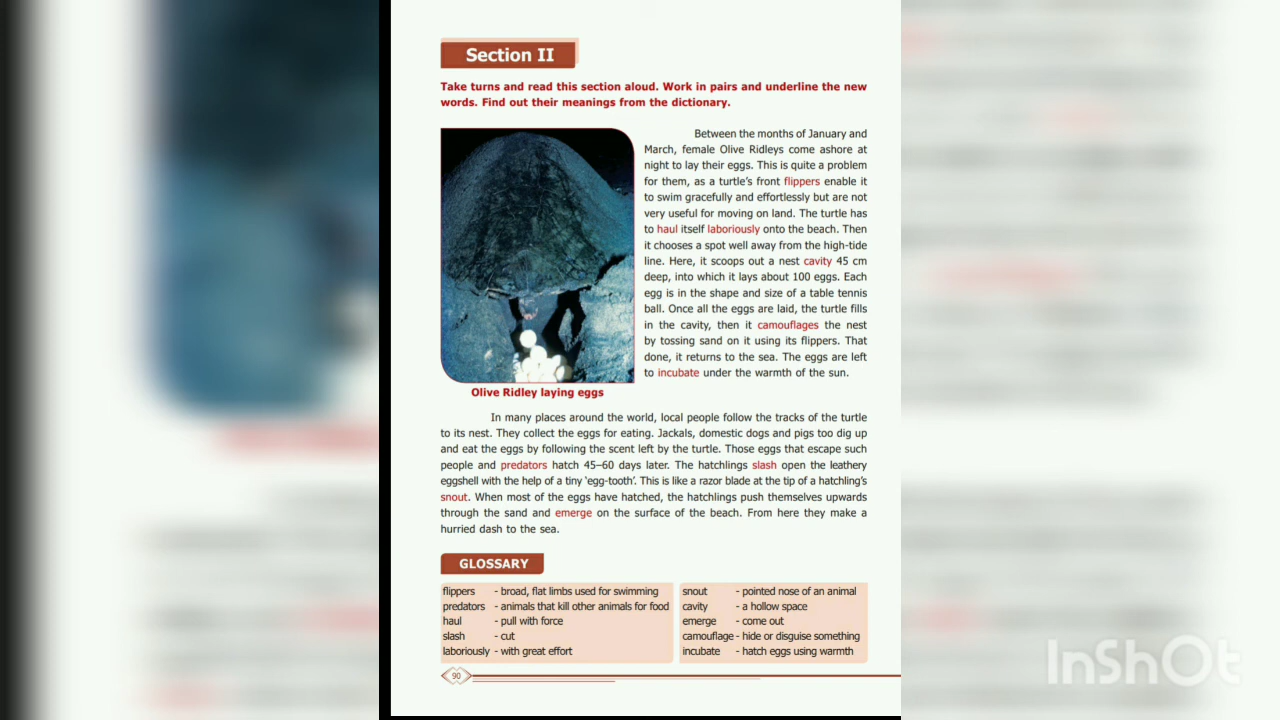 Section II
Take turns and read this section aloud. Work in pairs and underline the new
words. Find out their meanings from the dictionary.
Between the months of January and
March, female Olive Ridleys come ashore at
night to lay their eggs. This is quite a problem
for them, as a turtle's front flippers enable it
to swim gracefully and effortlessly but are not
very useful for moving on land. The turtle has
to haul itself laboriously onto the beach. Then
it chooses a spot well away from the high-tide
line. Here, it scoops out a nest cavity 45 cm
deep, into which it lays about 100 eggs. Each
egg is in the shape and size of a table tennis
ball. Once all the eggs are laid, the turtle fills
in the cavity, then it camouflages the nest
by tossing sand on it using its flippers. That
done, it returns to the sea. The eggs are left
to incubate under the warmth of the sun.
Olive Ridley laying eggs
In many places around the world, local people follow the tracks of the turtle
to its nest. They collect the eggs for eating. Jackals, domestic dogs and pigs too dig up
and eat the eggs by following the scent left by the turtle. Those eggs that escape such
people and predators hatch 45–60 days later. The hatchlings slash open the leathery
eggshell with the help of a tiny 'egg-tooth'. This is like a razor blade at the tip of a hatchling's
snout. When most of the eggs have hatched, the hatchlings push themselves upwards
through the sand and emerge on the surface of the beach. From here they make a
hurried dash to the sea.
GLOSSARY
flippers - broad, flat limbs used for swimming
predators - animals that kill other animals for food
haul - pull with force
slash - cut
laboriously - with great effort
snout - pointed nose of an animal
cavity - a hollow space
emerge - come out
camouflage - hide or disguise something
incubate - hatch eggs using warmth
90
InShOt